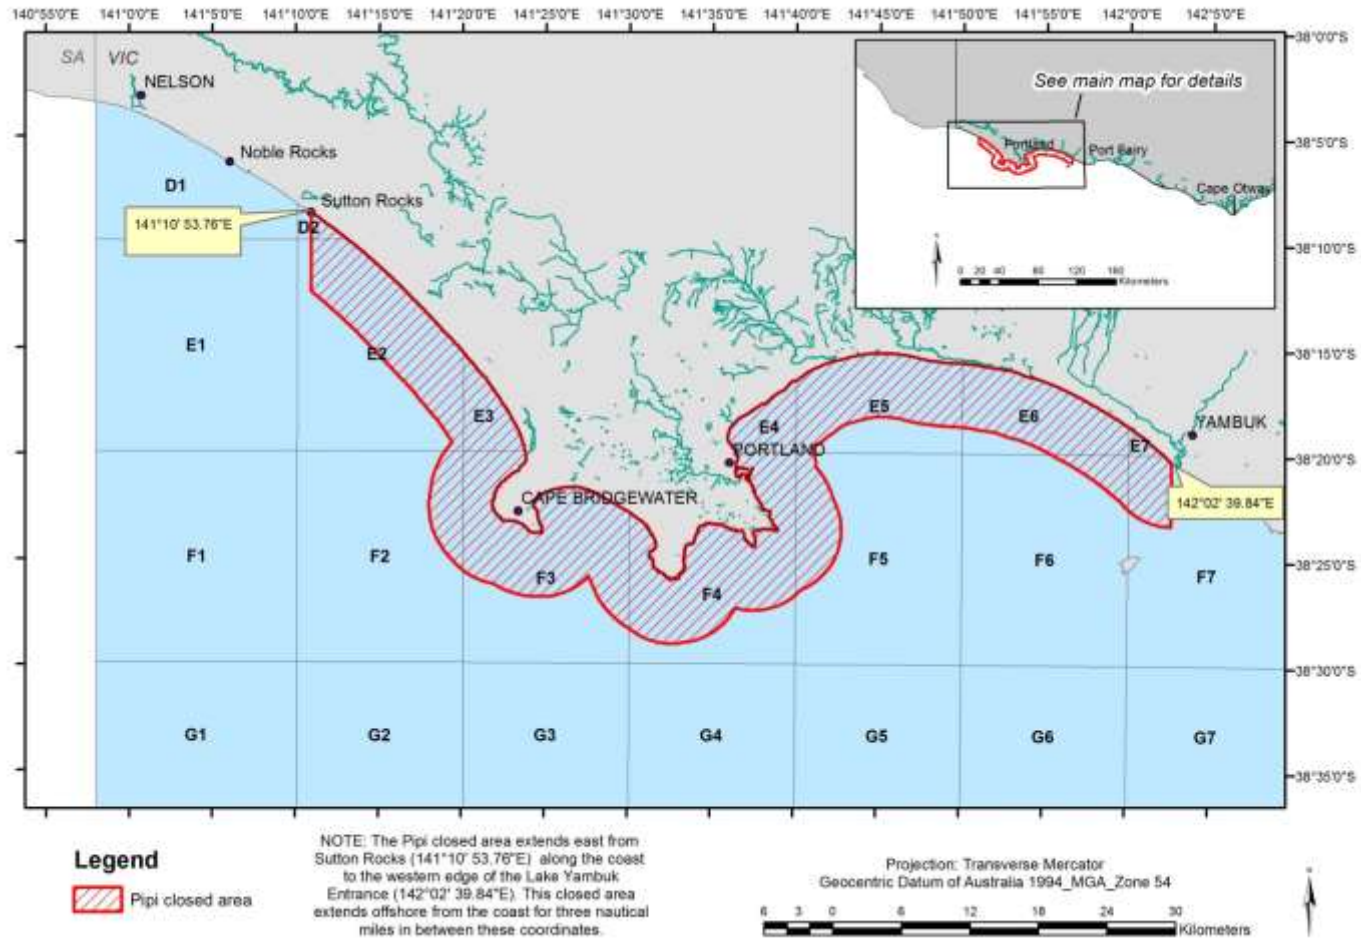 140°55'0"E 141°0'0"E 141°5'0"E 141°10'0"E 141°15'0"E 141°20'0"E 141°25'0"E 141°30'0"E 141°35'0"E 141°40'0"E 141°45'0"E 141°50'0"E 141°55'0"E 142°0'0"E 142°5'0"E
38°0'0"S
SA VIC
NELSON
See main map for details
Noble Rocks
38°5'0"S
Portland
Port Fairy
D1
Cape Otway
Sutton Rocks
141°10' 53.76"E
D2
38°10'0"S
0 20 40 80 120 160
Kilometers
E1
E2
38°15'0"S
E3
E4
E5
E6
E7
YAMBUK
PORTLAND
38°20'0"S
CAPE BRIDGEWATER
142°02' 39.84"E
F1
F2
F3
F4
F5
F6
F7
38°25'0"S
38°30'0"S
G1
G2
G3
G4
G5
G6
G7
38°35'0"S
Legend
Pipi closed area
NOTE: The Pipi closed area extends east from
Sutton Rocks (141°10' 53.76"E) along the coast
to the western edge of the Lake Yambuk
Entrance (142°02' 39.84"E). This closed area
extends offshore from the coast for three nautical
miles in between these coordinates.
Projection: Transverse Mercator
Geocentric Datum of Australia 1994_MGA_Zone 54
6 3 0 6 12 18 24 30
Kilometers